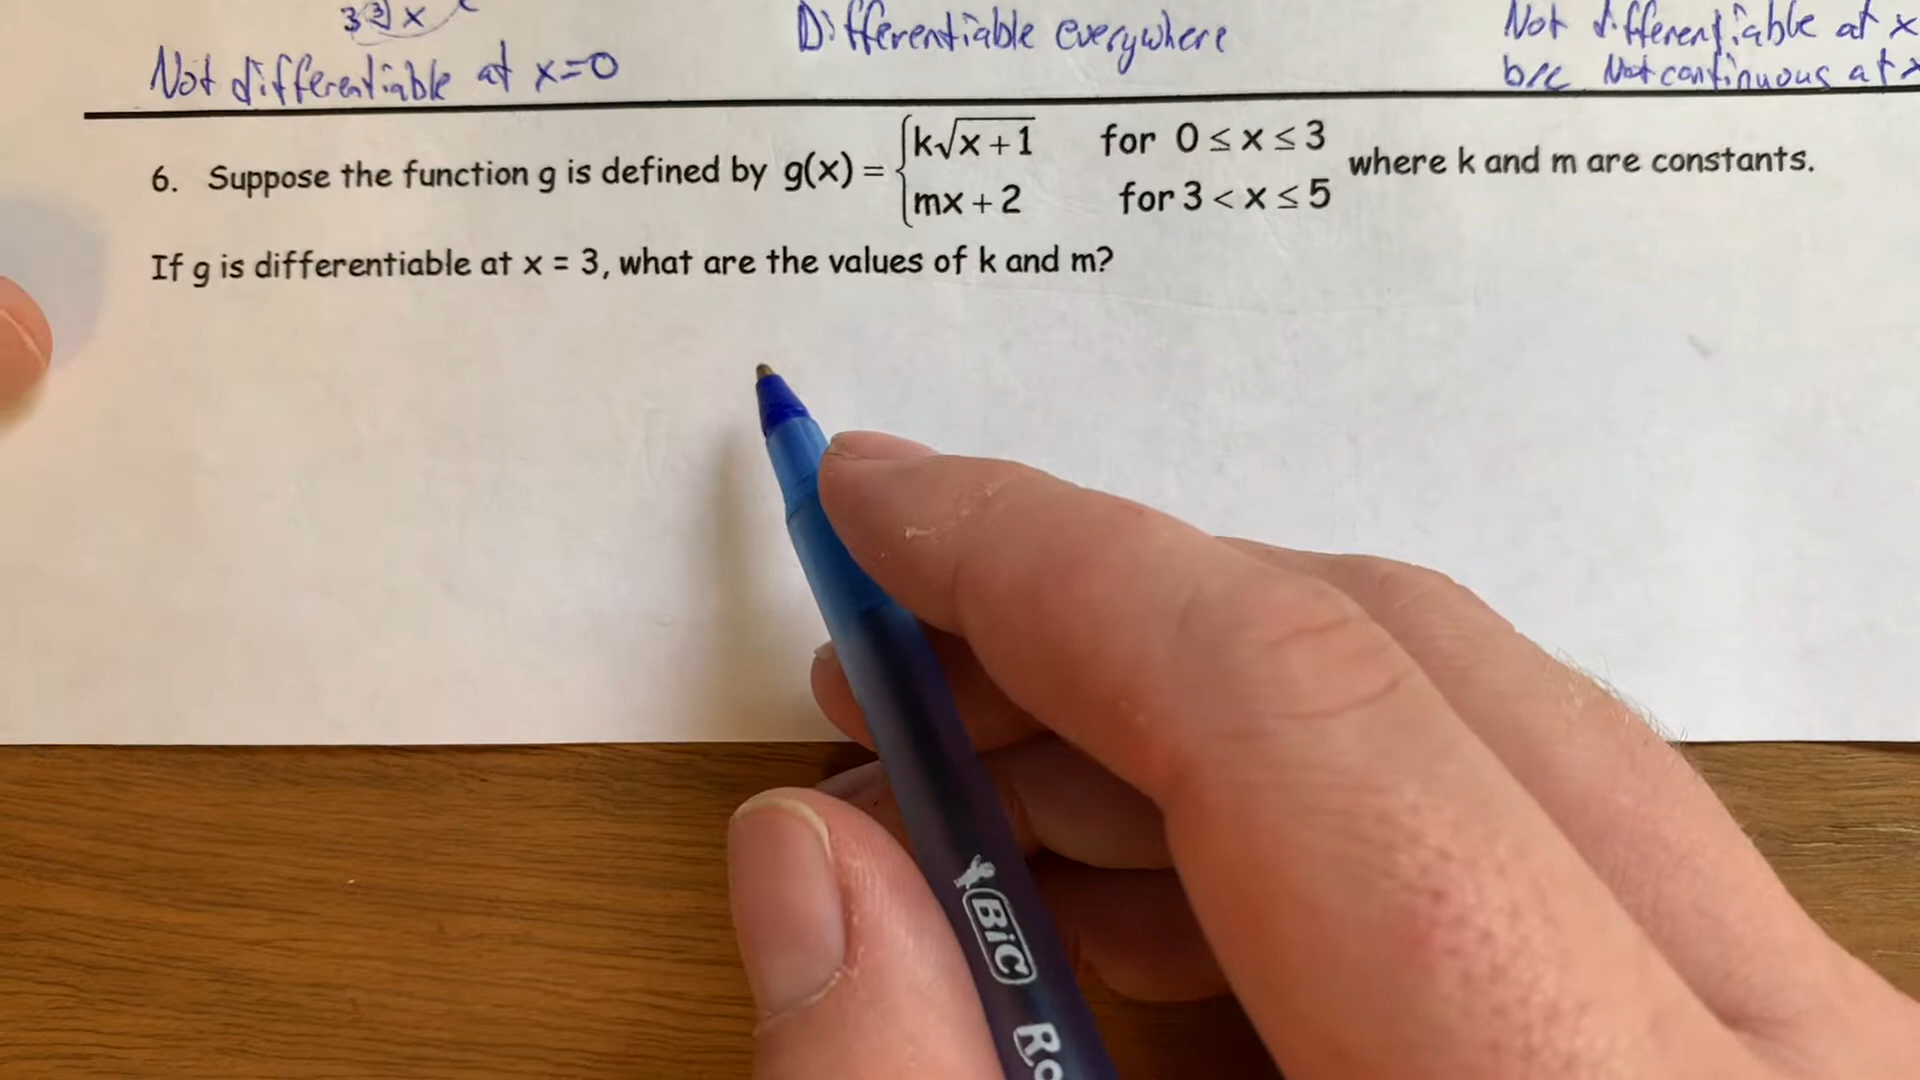 3∛x
Not differentiable at x=0
Differentiable everywhere
Not differentiable at x
b/c Not continuous at x
6. Suppose the function g is defined by g(x) = { k√x+1 for 0 ≤ x ≤ 3
mx + 2 for 3 < x ≤ 5
where k and m are constants.
If g is differentiable at x = 3, what are the values of k and m?
BiC
Ro